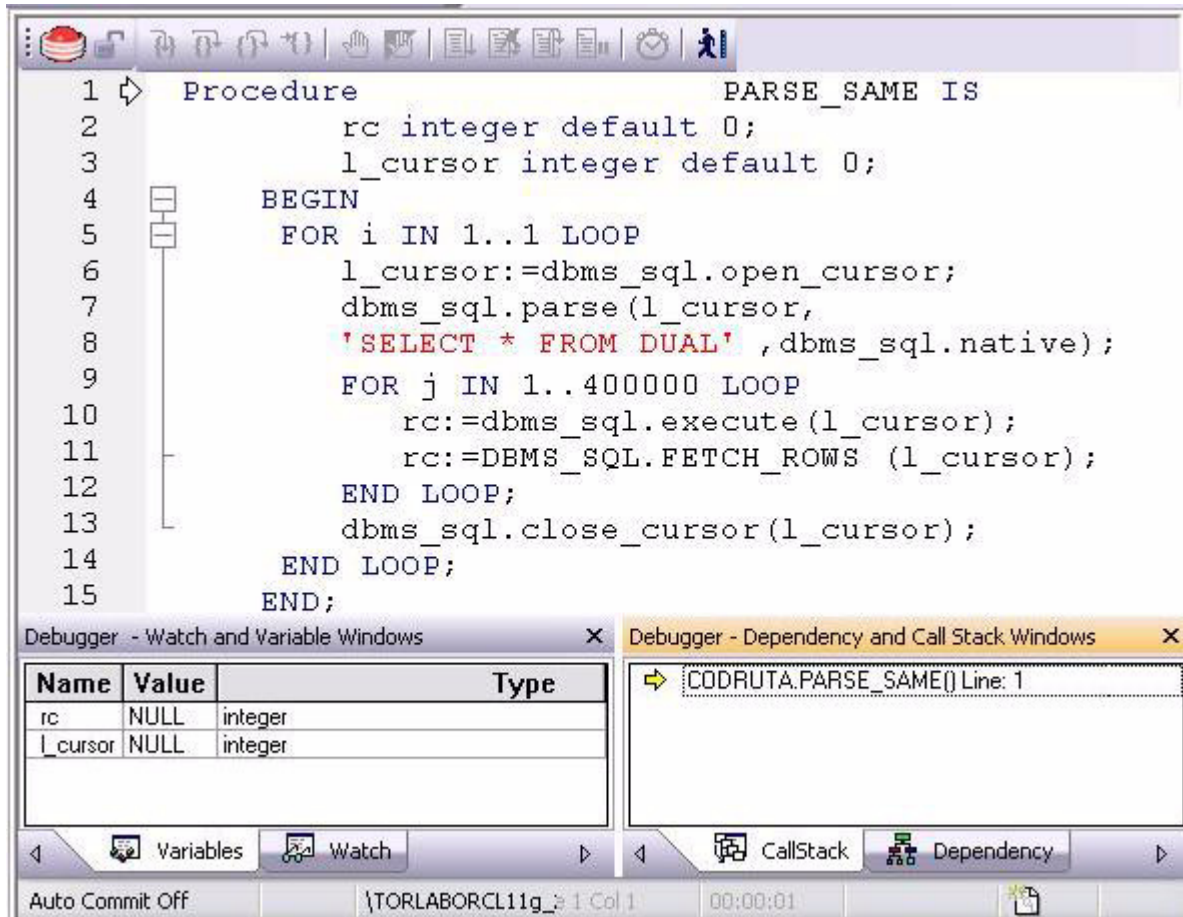 1 Procedure PARSE_SAME IS
2 rc integer default 0;
3 l_cursor integer default 0;
4 BEGIN
5 FOR i IN 1..1 LOOP
6 l_cursor:=dbms_sql.open_cursor;
7 dbms_sql.parse(l_cursor,
8 'SELECT * FROM DUAL' ,dbms_sql.native);
9 FOR j IN 1..400000 LOOP
10 rc:=dbms_sql.execute(l_cursor);
11 rc:=DBMS_SQL.FETCH_ROWS (l_cursor);
12 END LOOP;
13 dbms_sql.close_cursor(l_cursor);
14 END LOOP;
15 END;
Debugger - Watch and Variable Windows
Name Value Type
rc NULL integer
l_cursor NULL integer
Variables Watch
Debugger - Dependency and Call Stack Windows
CODRUTA.PARSE_SAME() Line: 1
CallStack Dependency
Auto Commit Off \TORLABORCL11g_ 1 Col 1 00:00:01